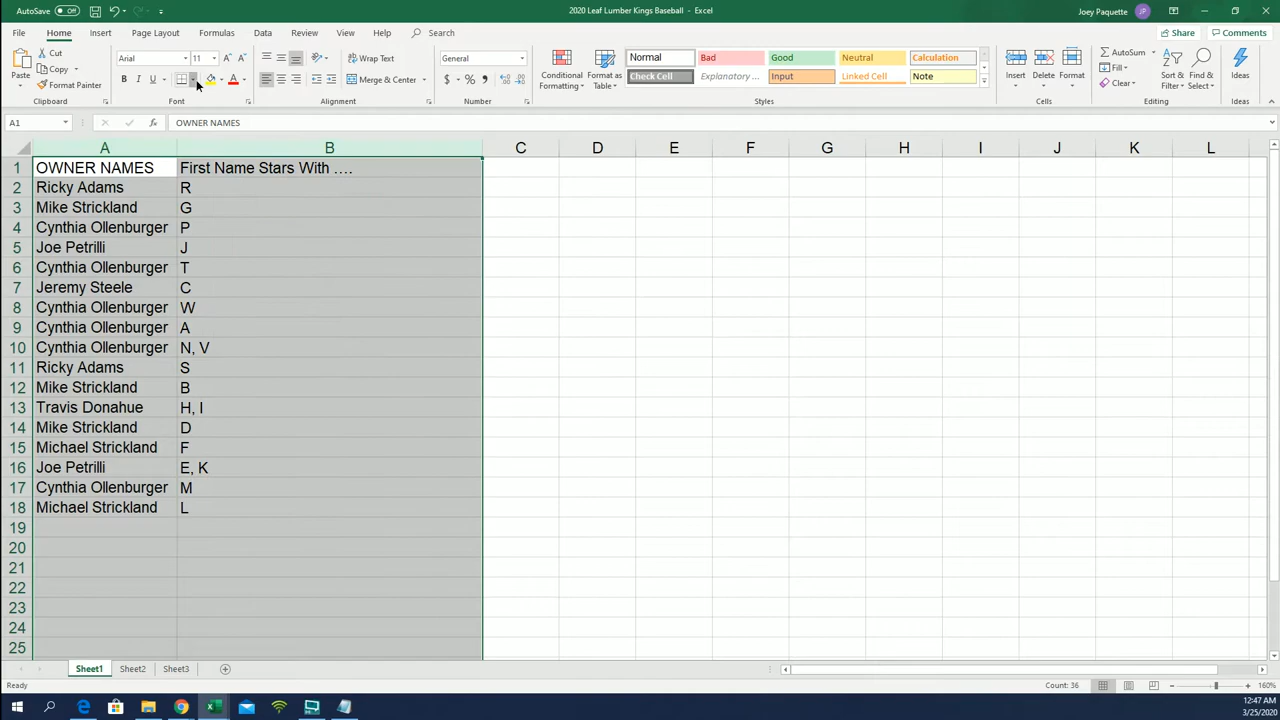 AutoSave Off
2020 Leaf Lumber Kings Baseball - Excel
Joey Paquette JP
File Home Insert Page Layout Formulas Data Review View Help Search Share Comments
Paste Cut Copy Format Painter Clipboard
Arial 11 B I U A Font
Wrap Text Merge & Center Alignment
General $ % , Number
Conditional Formatting Format as Table
Normal Bad Good Neutral Calculation
Check Cell Explanatory ... Input Linked Cell Note
Styles
Insert Delete Format Cells
AutoSum Fill Clear Sort & Filter Find & Select Editing
Ideas Ideas
A1 fx OWNER NAMES
A B C D E F G H I J K L
1 OWNER NAMES First Name Stars With ....
2 Ricky Adams R
3 Mike Strickland G
4 Cynthia Ollenburger P
5 Joe Petrilli J
6 Cynthia Ollenburger T
7 Jeremy Steele C
8 Cynthia Ollenburger W
9 Cynthia Ollenburger A
10 Cynthia Ollenburger N, V
11 Ricky Adams S
12 Mike Strickland B
13 Travis Donahue H, I
14 Mike Strickland D
15 Michael Strickland F
16 Joe Petrilli E, K
17 Cynthia Ollenburger M
18 Michael Strickland L
19
20
21
22
23
24
25
Sheet1 Sheet2 Sheet3
Ready Count: 36 160%
12:47 AM
3/25/2020